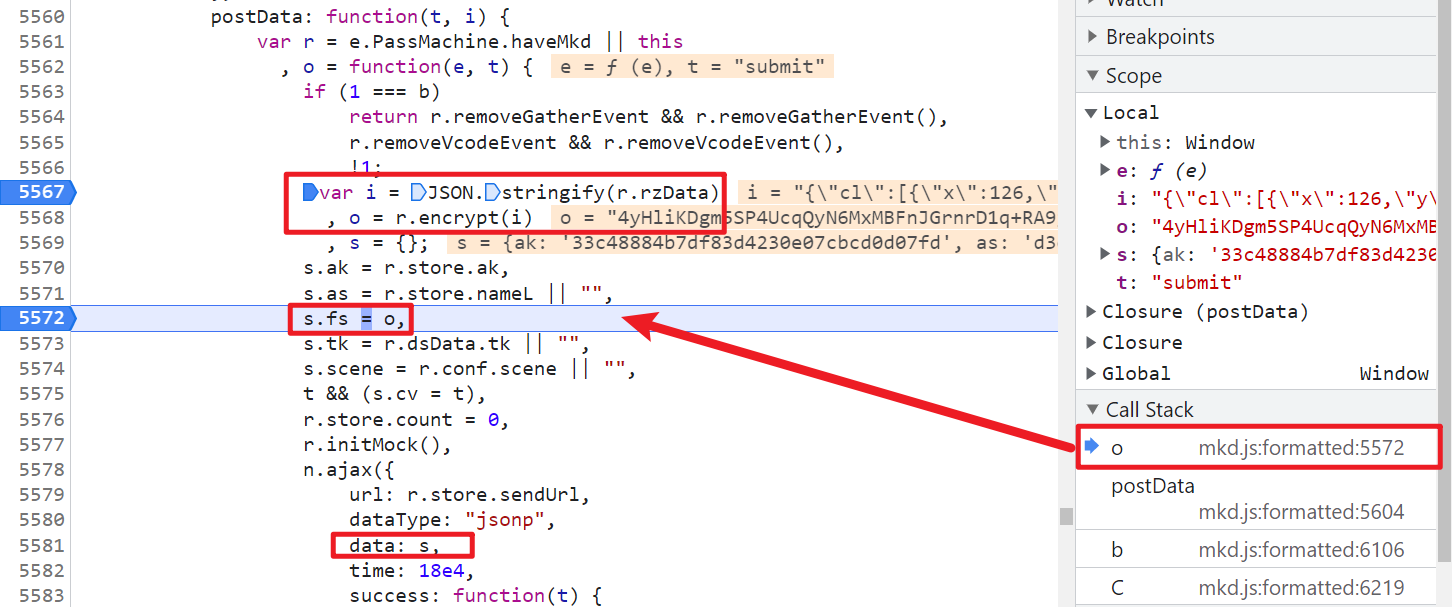 5560 postData: function(t, i) {
5561 var r = e.PassMachine.haveMkd || this
5562 , o = function(e, t) { e = ƒ (e), t = "submit"
5563 if (1 === b)
5564 return r.removeGatherEvent && r.removeGatherEvent(),
5565 r.removeVcodeEvent && r.removeVcodeEvent(),
5566 !1;
5567 var i = JSON.stringify(r.rzData) i = "{\"cl\":[{\"x\":126,\"
5568 , o = r.encrypt(i) o = "4yHliKDgm5SP4UcqQyN6MxMBFnJGrnrD1q+RA9
5569 , s = {}; s = {ak: '33c48884b7df83d4230e07cbcd0d07fd', as: 'd3
5570 s.ak = r.store.ak,
5571 s.as = r.store.nameL || "",
5572 s.fs = o,
5573 s.tk = r.dsData.tk || "",
5574 s.scene = r.conf.scene || "",
5575 t && (s.cv = t),
5576 r.store.count = 0,
5577 r.initMock(),
5578 n.ajax({
5579 url: r.store.sendUrl,
5580 dataType: "jsonp",
5581 data: s,
5582 time: 18e4,
5583 success: function(t) {
Watch
Breakpoints
Scope
Local
this: Window
e: ƒ (e)
i: "{\"cl\":[{\"x\":126,\"y\
o: "4yHliKDgm5SP4UcqQyN6MxMB
s: {ak: '33c48884b7df83d4230
t: "submit"
Closure (postData)
Closure
Global Window
Call Stack
o mkd.js:formatted:5572
postData
mkd.js:formatted:5604
b mkd.js:formatted:6106
C mkd.js:formatted:6219